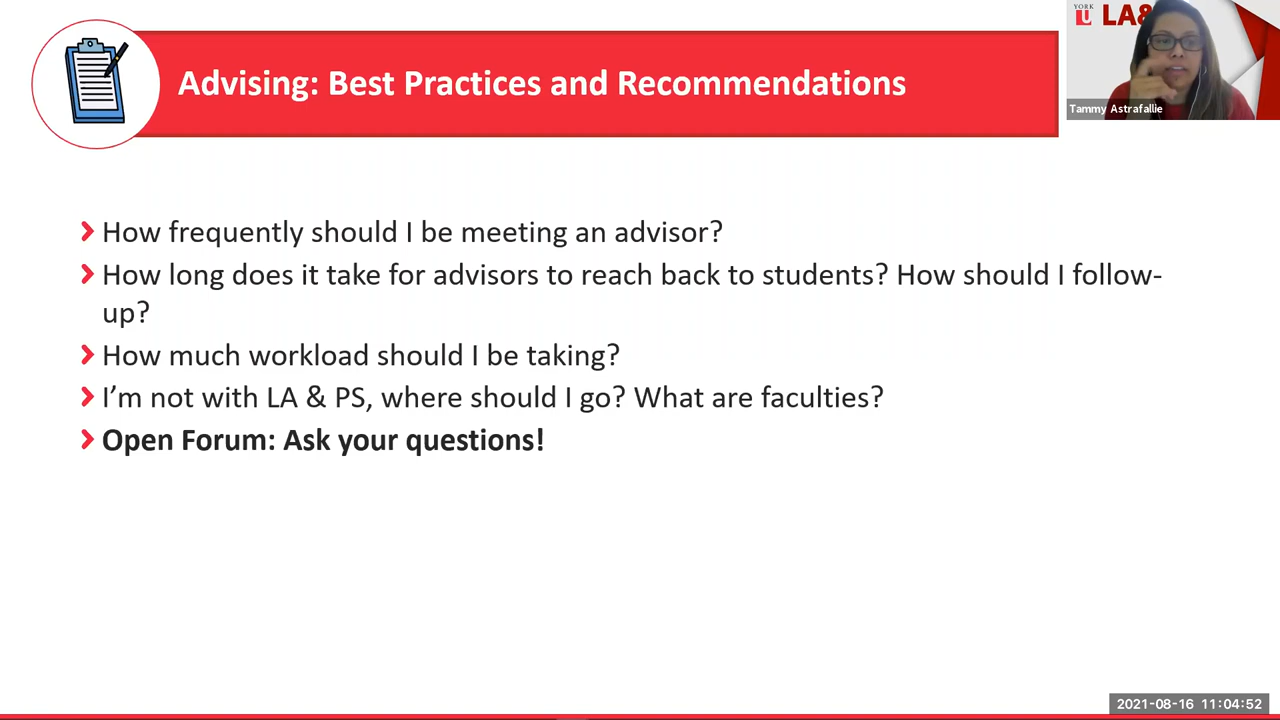 Advising: Best Practices and Recommendations
YORK
U
LA&
Tammy Astrafallie
How frequently should I be meeting an advisor?
How long does it take for advisors to reach back to students? How should I follow-
up?
How much workload should I be taking?
I’m not with LA & PS, where should I go? What are faculties?
Open Forum: Ask your questions!
2021-08-16 11:04:52